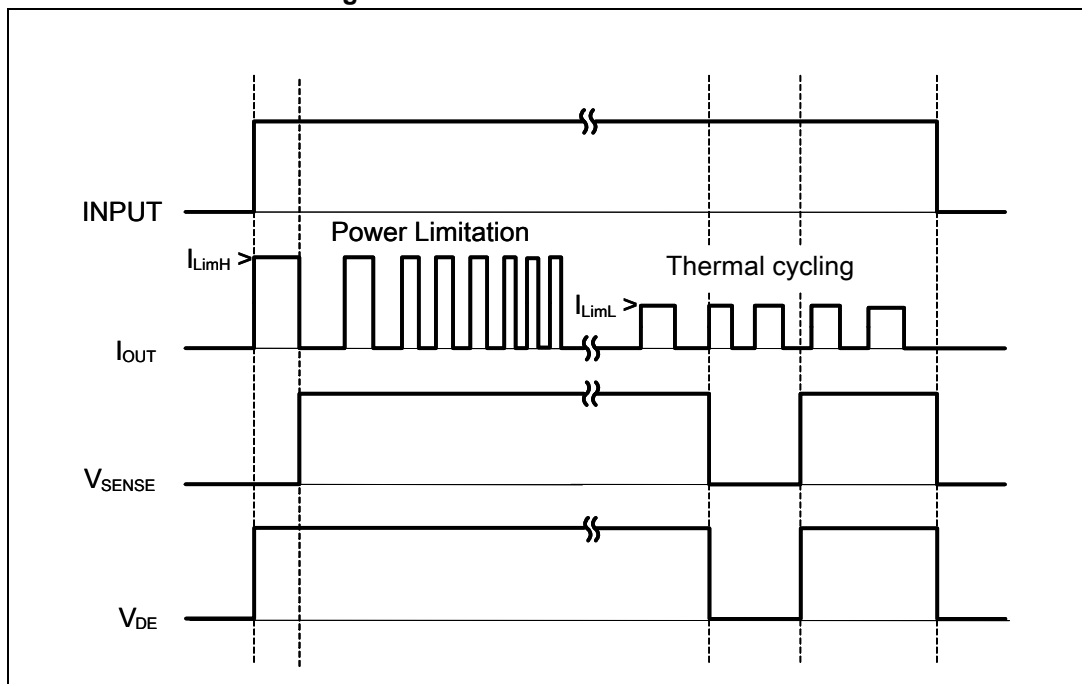 INPUT
Power Limitation
I_LimH >
Thermal cycling
I_LimL >
I_OUT
V_SENSE
V_DE